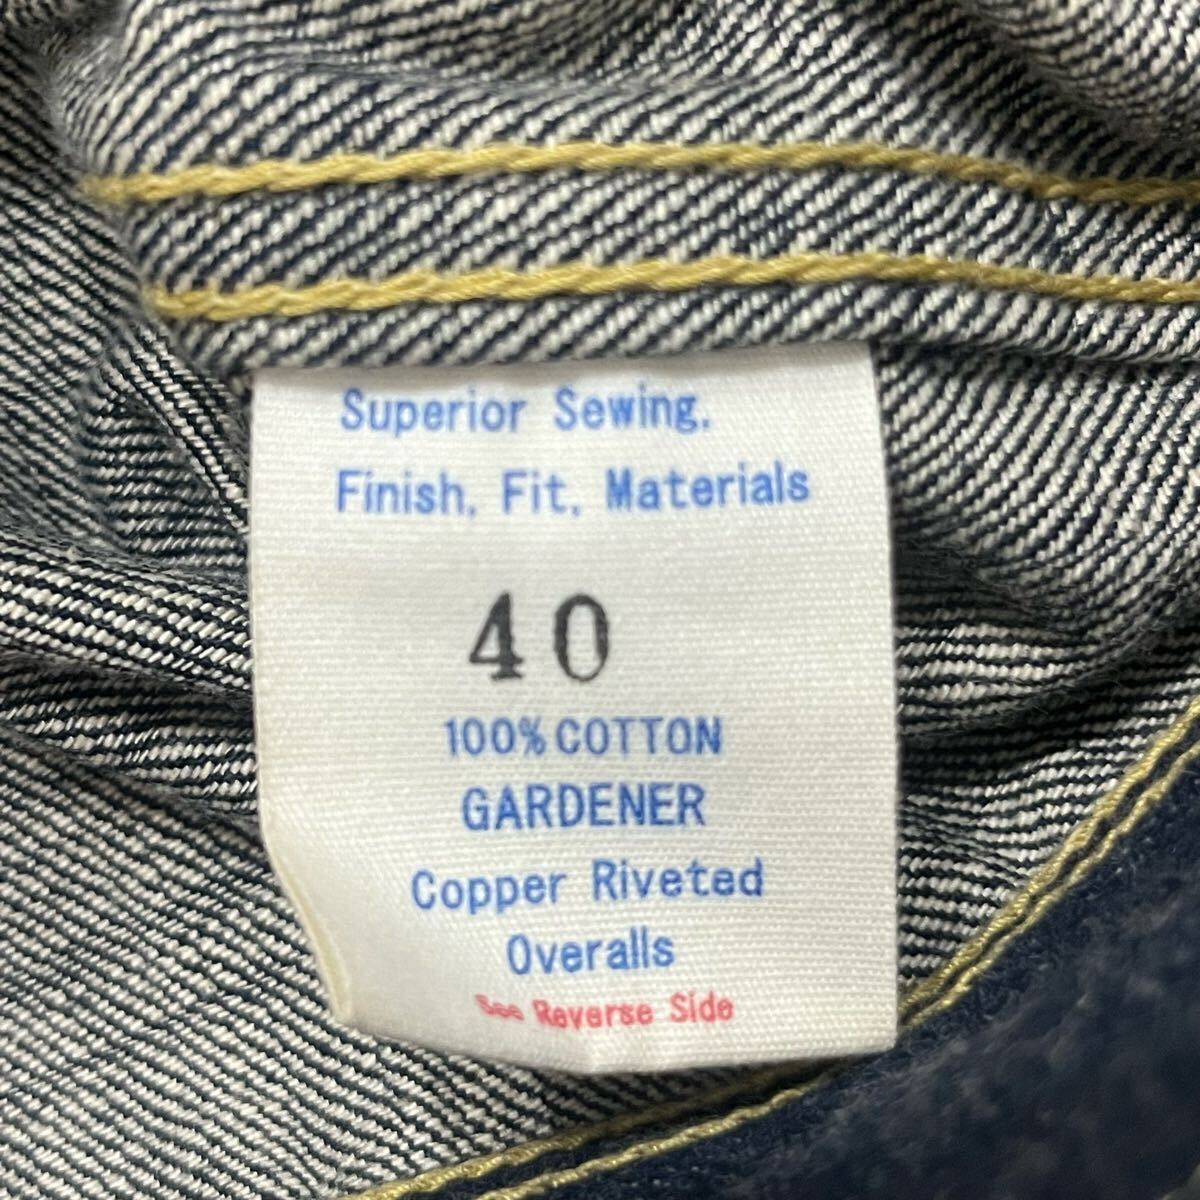 Superior Sewing.
Finish, Fit, Materials
40
100% COTTON
GARDENER
Copper Riveted
Overalls
See Reverse Side